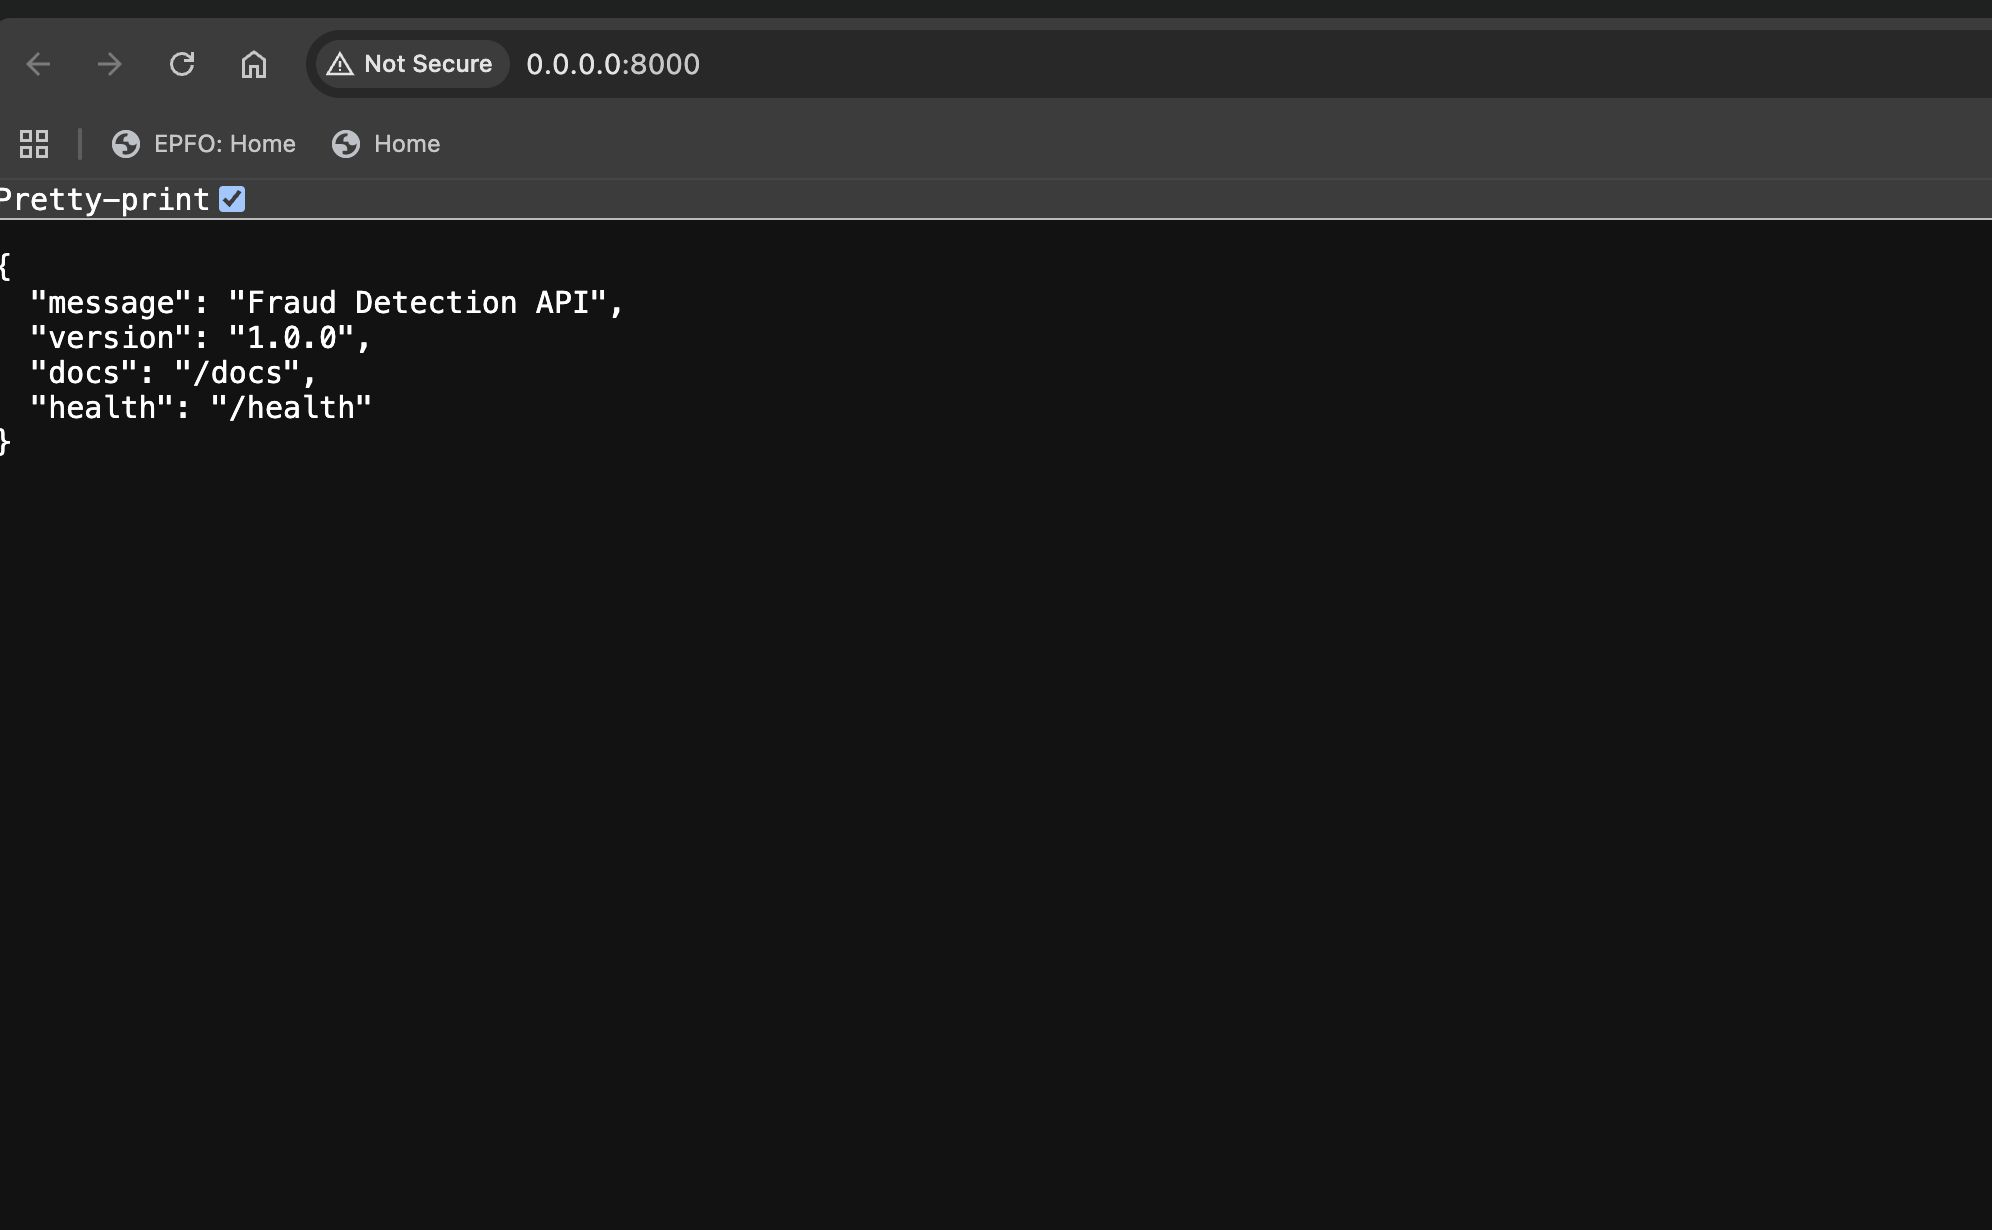 Not Secure 0.0.0.0:8000
EPFO: Home Home
Pretty-print
{
"message": "Fraud Detection API",
"version": "1.0.0",
"docs": "/docs",
"health": "/health"
}